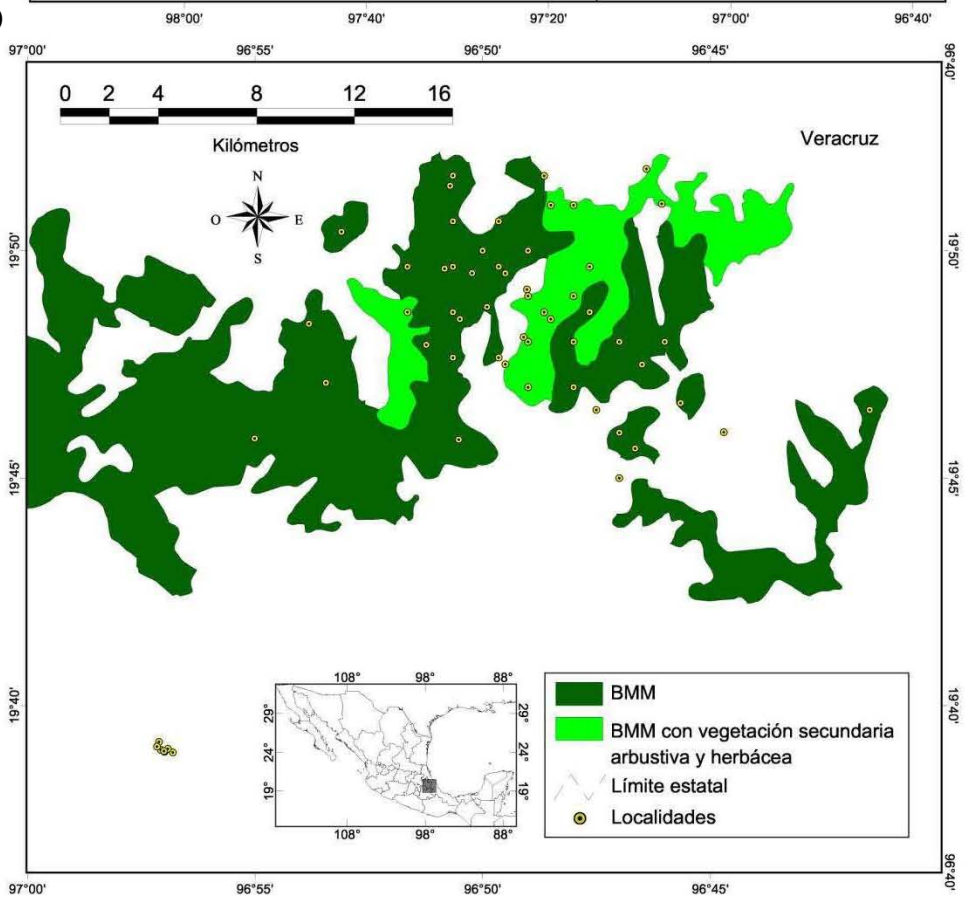 98°00' 97°40' 97°20' 97°00' 96°40'
97°00' 96°55' 96°50' 96°45' 96°40'
0 2 4 8 12 16
Kilómetros
Veracruz
N
O E
S
19°50' 19°50'
19°45' 19°45'
19°40' 19°40'
108° 98° 88°
29° 29°
24° 24°
19° 19°
108° 98° 88°
BMM
BMM con vegetación secundaria
arbustiva y herbácea
Límite estatal
Localidades
97°00' 96°55' 96°50' 96°45' 96°40'